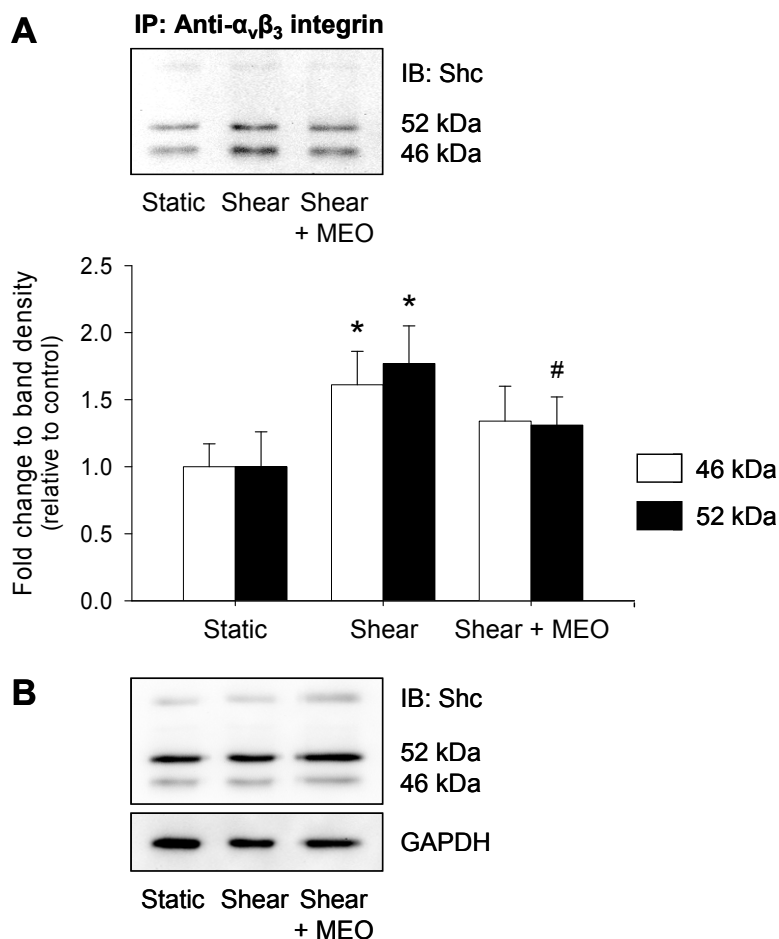 A
IP: Anti-αvβ3 integrin
IB: Shc
52 kDa
46 kDa
Static Shear Shear
+ MEO
Fold change to band density
(relative to control)
2.5
2.0
1.5
1.0
0.5
0.0
*
*
#
46 kDa
52 kDa
Static Shear Shear + MEO
B
IB: Shc
52 kDa
46 kDa
GAPDH
Static Shear Shear
+ MEO